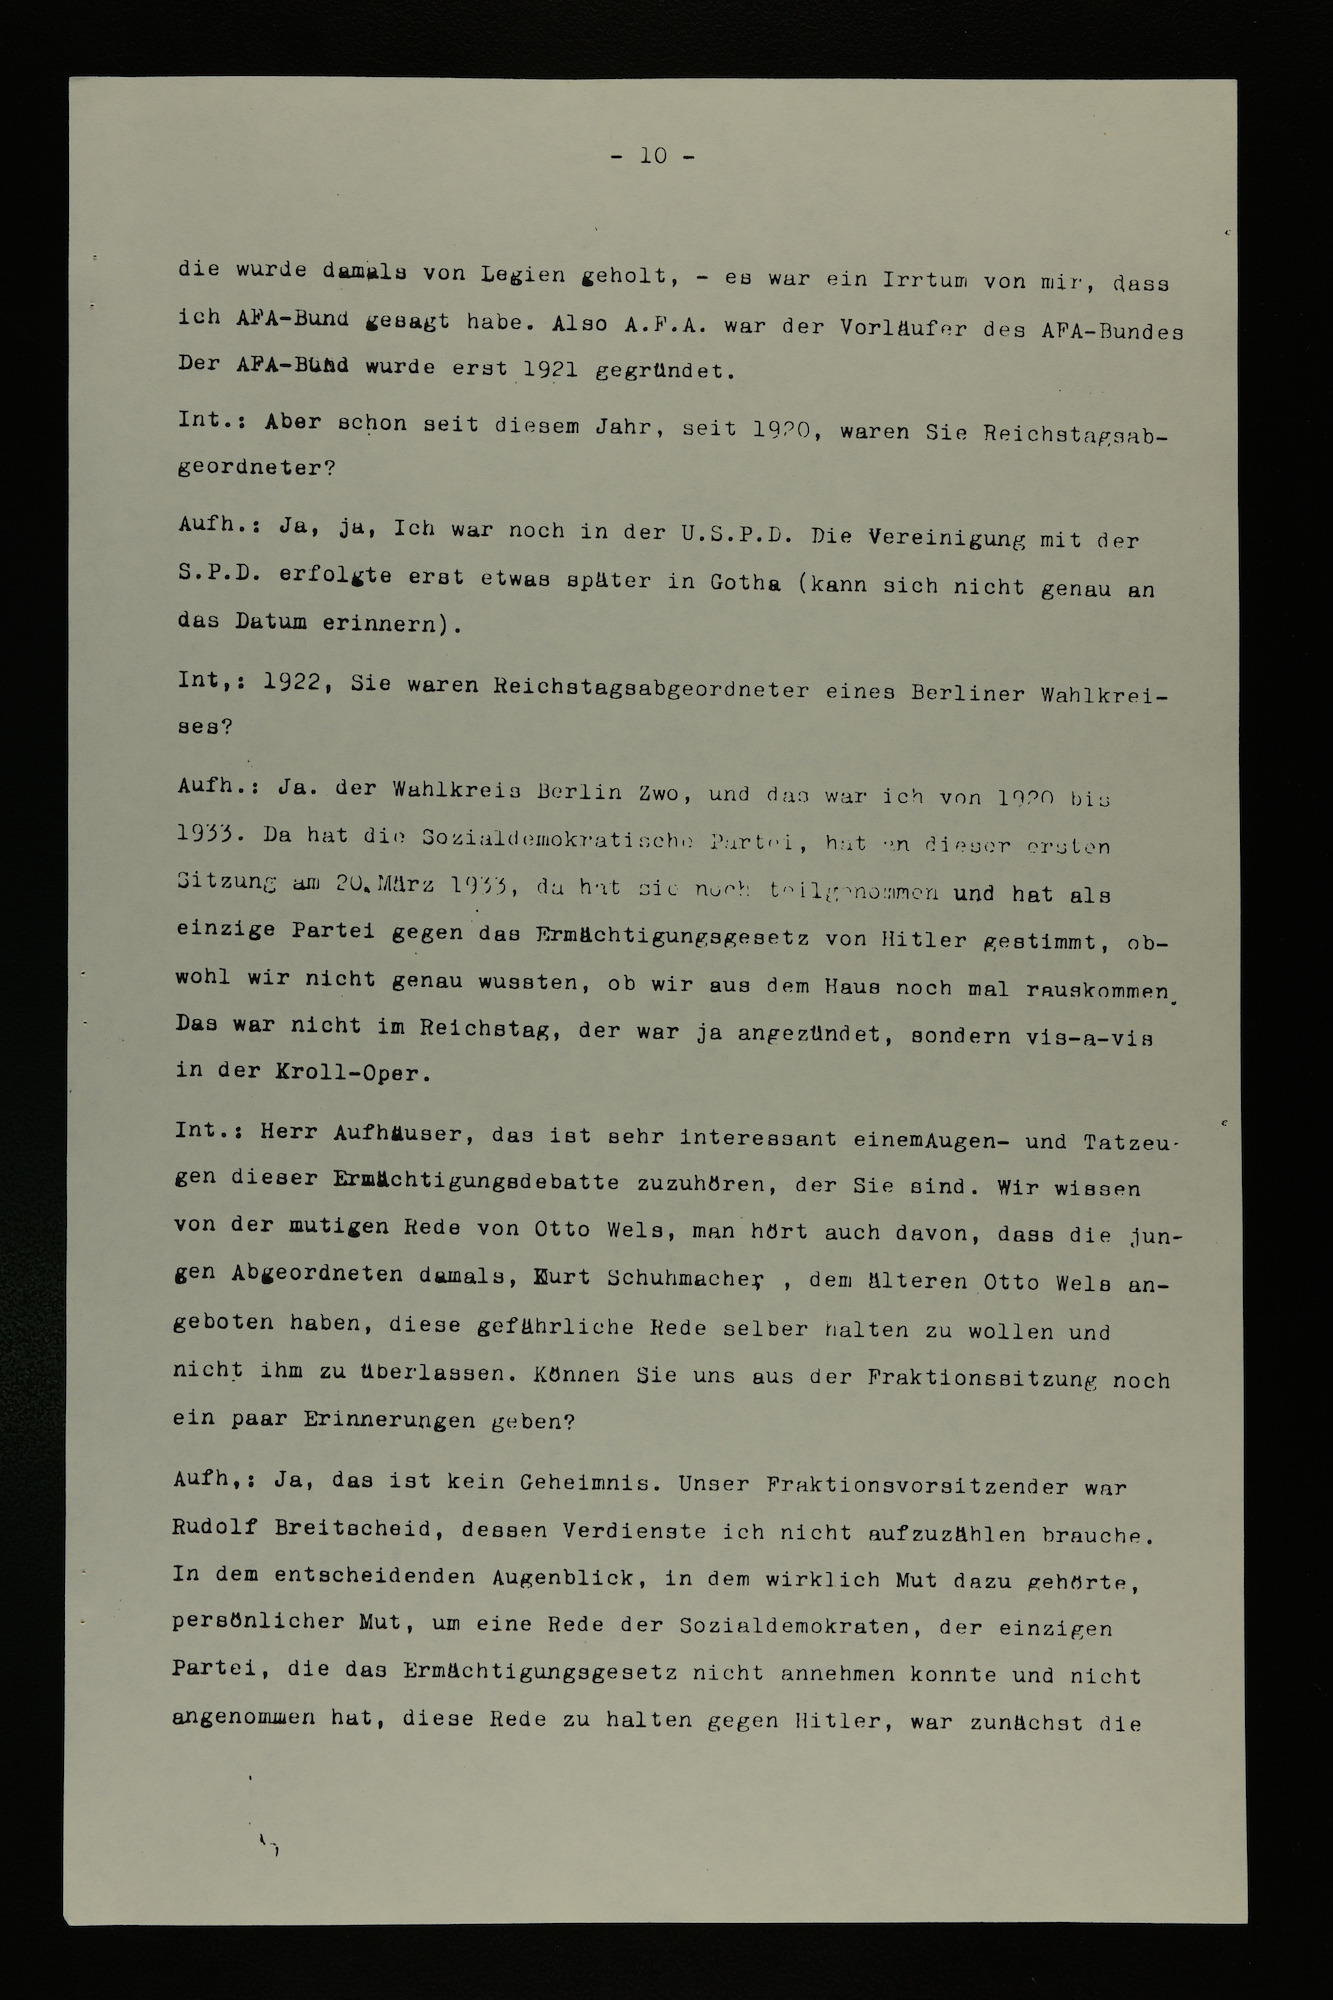 - 10 -
die wurde damals von Legien geholt, - es war ein Irrtum von mir, dass
ich AFA-Bund gesagt habe. Also A.F.A. war der Vorläufer des AFA-Bundes
Der AFA-Bund wurde erst 1921 gegründet.
Int.: Aber schon seit diesem Jahr, seit 1920, waren Sie Reichstagsab-
geordneter?
Aufh.: Ja, ja, Ich war noch in der U.S.P.D. Die Vereinigung mit der
S.P.D. erfolgte erst etwas später in Gotha (kann sich nicht genau an
das Datum erinnern).
Int,: 1922, Sie waren Reichstagsabgeordneter eines Berliner Wahlkrei-
ses?
Aufh.: Ja. der Wahlkreis Berlin Zwo, und das war ich von 1920 bis
1933. Da hat die Sozialdemokratische Partei, hat an dieser ersten
Sitzung am 20. März 1933, da hat sie noch teilgenommen und hat als
einzige Partei gegen das Ermächtigungsgesetz von Hitler gestimmt, ob-
wohl wir nicht genau wussten, ob wir aus dem Haus noch mal rauskommen.
Das war nicht im Reichstag, der war ja angezündet, sondern vis-a-vis
in der Kroll-Oper.
Int.: Herr Aufhäuser, das ist sehr interessant einemAugen- und Tatzeu-
gen dieser Ermächtigungsdebatte zuzuhören, der Sie sind. Wir wissen
von der mutigen Rede von Otto Wels, man hört auch davon, dass die jun-
gen Abgeordneten damals, Kurt Schuhmacher, , dem älteren Otto Wels an-
geboten haben, diese gefährliche Rede selber halten zu wollen und
nicht ihm zu überlassen. Können Sie uns aus der Fraktionssitzung noch
ein paar Erinnerungen geben?
Aufh,: Ja, das ist kein Geheimnis. Unser Fraktionsvorsitzender war
Rudolf Breitscheid, dessen Verdienste ich nicht aufzuzählen brauche.
In dem entscheidenden Augenblick, in dem wirklich Mut dazu gehörte,
persönlicher Mut, um eine Rede der Sozialdemokraten, der einzigen
Partei, die das Ermächtigungsgesetz nicht annehmen konnte und nicht
angenommen hat, diese Rede zu halten gegen Hitler, war zunächst die